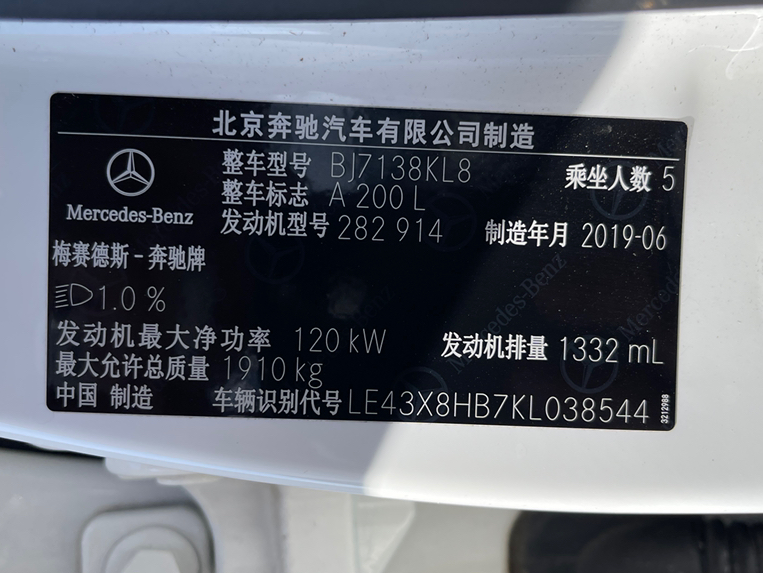 北京奔驰汽车有限公司制造
整车型号 BJ7138KL8 乘坐人数 5
整车标志 A 200 L
发动机型号 282 914 制造年月 2019-06
Mercedes-Benz
梅赛德斯-奔驰牌
1.0 %
发动机最大净功率 120 kW 发动机排量 1332 mL
最大允许总质量 1910 kg
中国 制造 车辆识别代号 LE43X8HB7KL038544
3212988
Mercedes-Benz
Mercedes-Benz